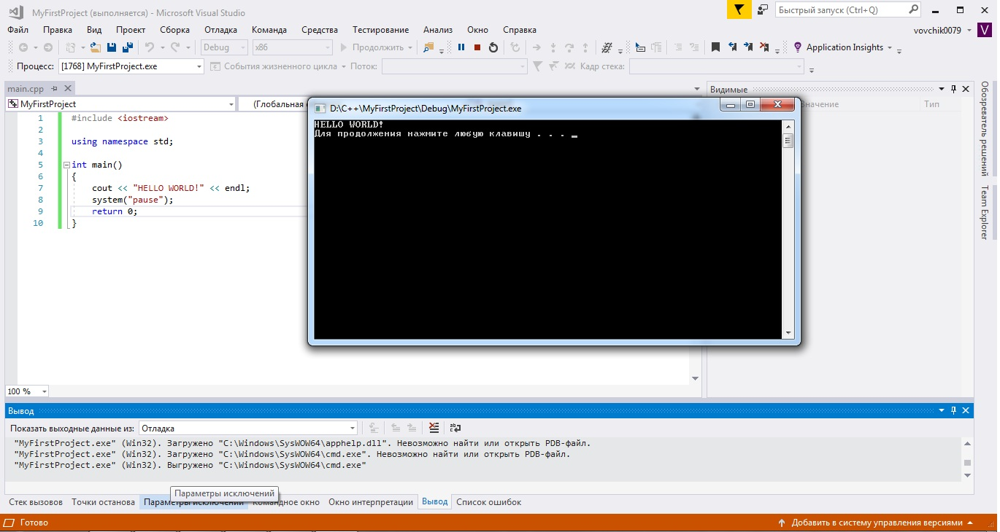 MyFirstProject (выполняется) - Microsoft Visual Studio
Быстрый запуск (Ctrl+Q)
Файл Правка Вид Проект Сборка Отладка Команда Средства Тестирование Анализ Окно Справка
vovchik0079 V
Debug x86 Продолжить Application Insights
Процесс: [1768] MyFirstProject.exe События жизненного цикла Поток: Кадр стека:
main.cpp
Видимые
MyFirstProject (Глобальная
Значение Тип
D:\C++\MyFirstProject\Debug\MyFirstProject.exe
HELLO WORLD!
Для продолжения нажмите любую клавишу . . . _
1 #include <iostream>
2
3 using namespace std;
4
5 int main()
6 {
7 cout << "HELLO WORLD!" << endl;
8 system("pause");
9 return 0;
10 }
Обозреватель решений
Team Explorer
100 %
Вывод
Показать выходные данные из: Отладка
"MyFirstProject.exe" (Win32). Загружено "C:\Windows\SysWOW64\apphelp.dll". Невозможно найти или открыть PDB-файл.
"MyFirstProject.exe" (Win32). Загружено "C:\Windows\SysWOW64\cmd.exe". Невозможно найти или открыть PDB-файл.
"MyFirstProject.exe" (Win32). Выгружено "C:\Windows\SysWOW64\cmd.exe"
Параметры исключений
Стек вызовов Точки останова Параметры исключений Командное окно Окно интерпретации Вывод Список ошибок
Готово
Добавить в систему управления версиями